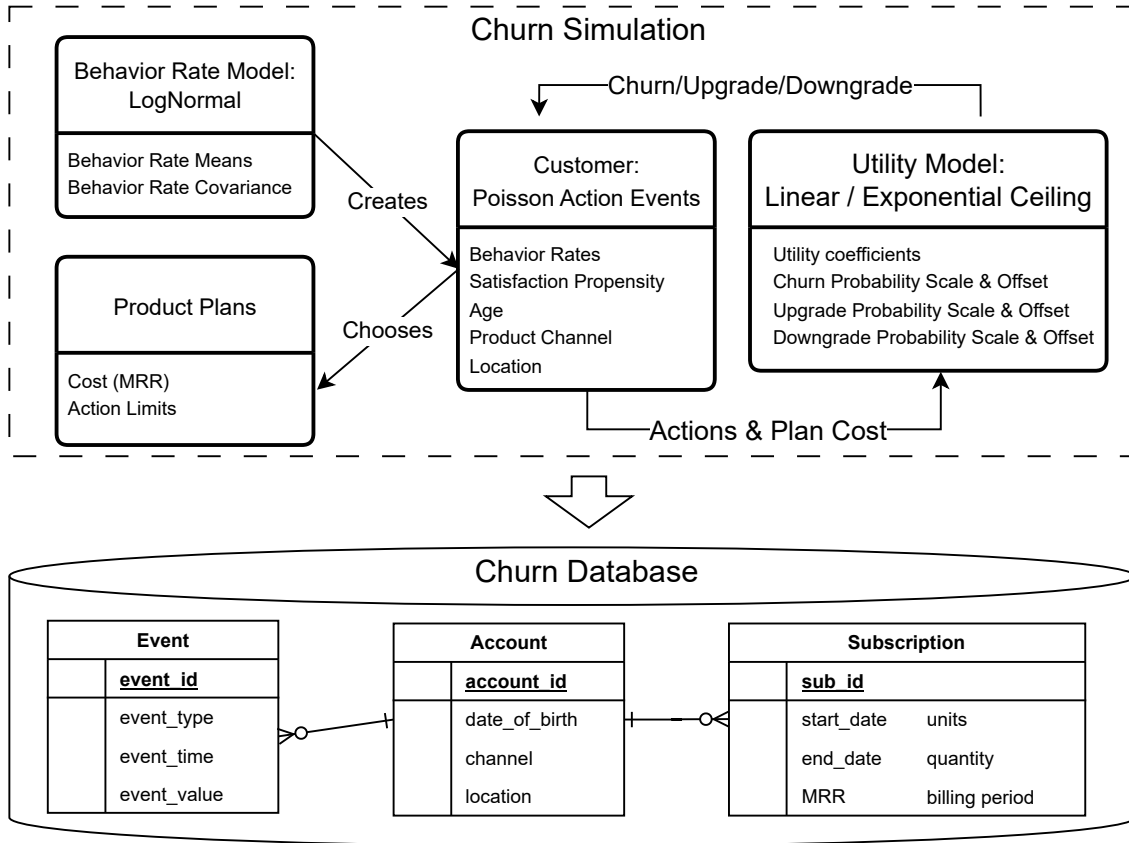 Churn Simulation
Behavior Rate Model:
LogNormal
Behavior Rate Means
Behavior Rate Covariance
Creates
Product Plans
Cost (MRR)
Action Limits
Chooses
Customer:
Poisson Action Events
Behavior Rates
Satisfaction Propensity
Age
Product Channel
Location
Churn/Upgrade/Downgrade
Utility Model:
Linear / Exponential Ceiling
Utility coefficients
Churn Probability Scale & Offset
Upgrade Probability Scale & Offset
Downgrade Probability Scale & Offset
Actions & Plan Cost
Churn Database
Event
event_id
event_type
event_time
event_value
Account
account_id
date_of_birth
channel
location
Subscription
sub_id
start_date units
end_date quantity
MRR billing period